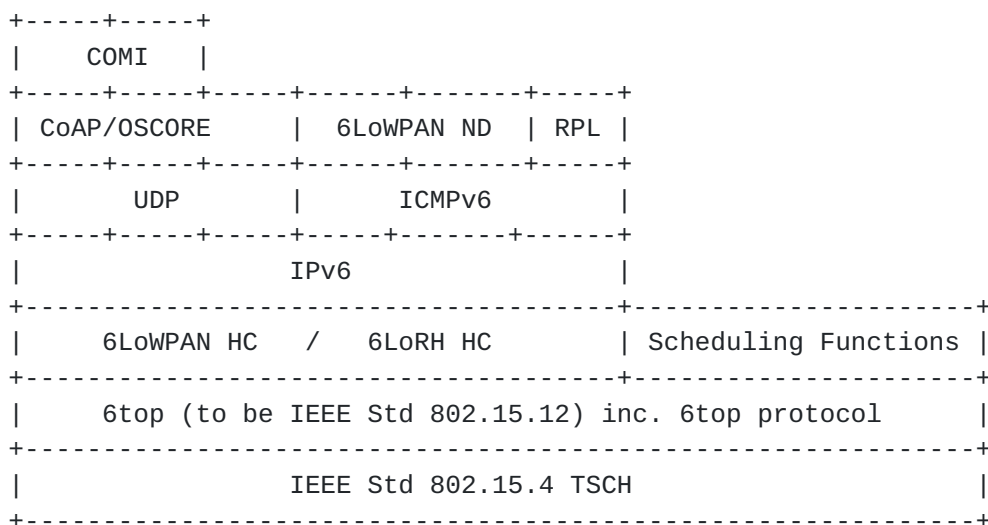 +-----+-----+
|    COMI   |
+-----+-----+-----+------+-------+-----+
| CoAP/OSCORE     |  6LoWPAN ND  | RPL |
+-----+-----+-----+------+-------+-----+
|       UDP       |      ICMPv6        |
+-----+-----+-----+-----+-------+------+
|                 IPv6                 |
+--------------------------------------+----------------------+
|     6LoWPAN HC   /   6LoRH HC        | Scheduling Functions |
+--------------------------------------+----------------------+
|     6top (to be IEEE Std 802.15.12) inc. 6top protocol      |
+-------------------------------------------------------------+
|                 IEEE Std 802.15.4 TSCH                      |
+-------------------------------------------------------------+